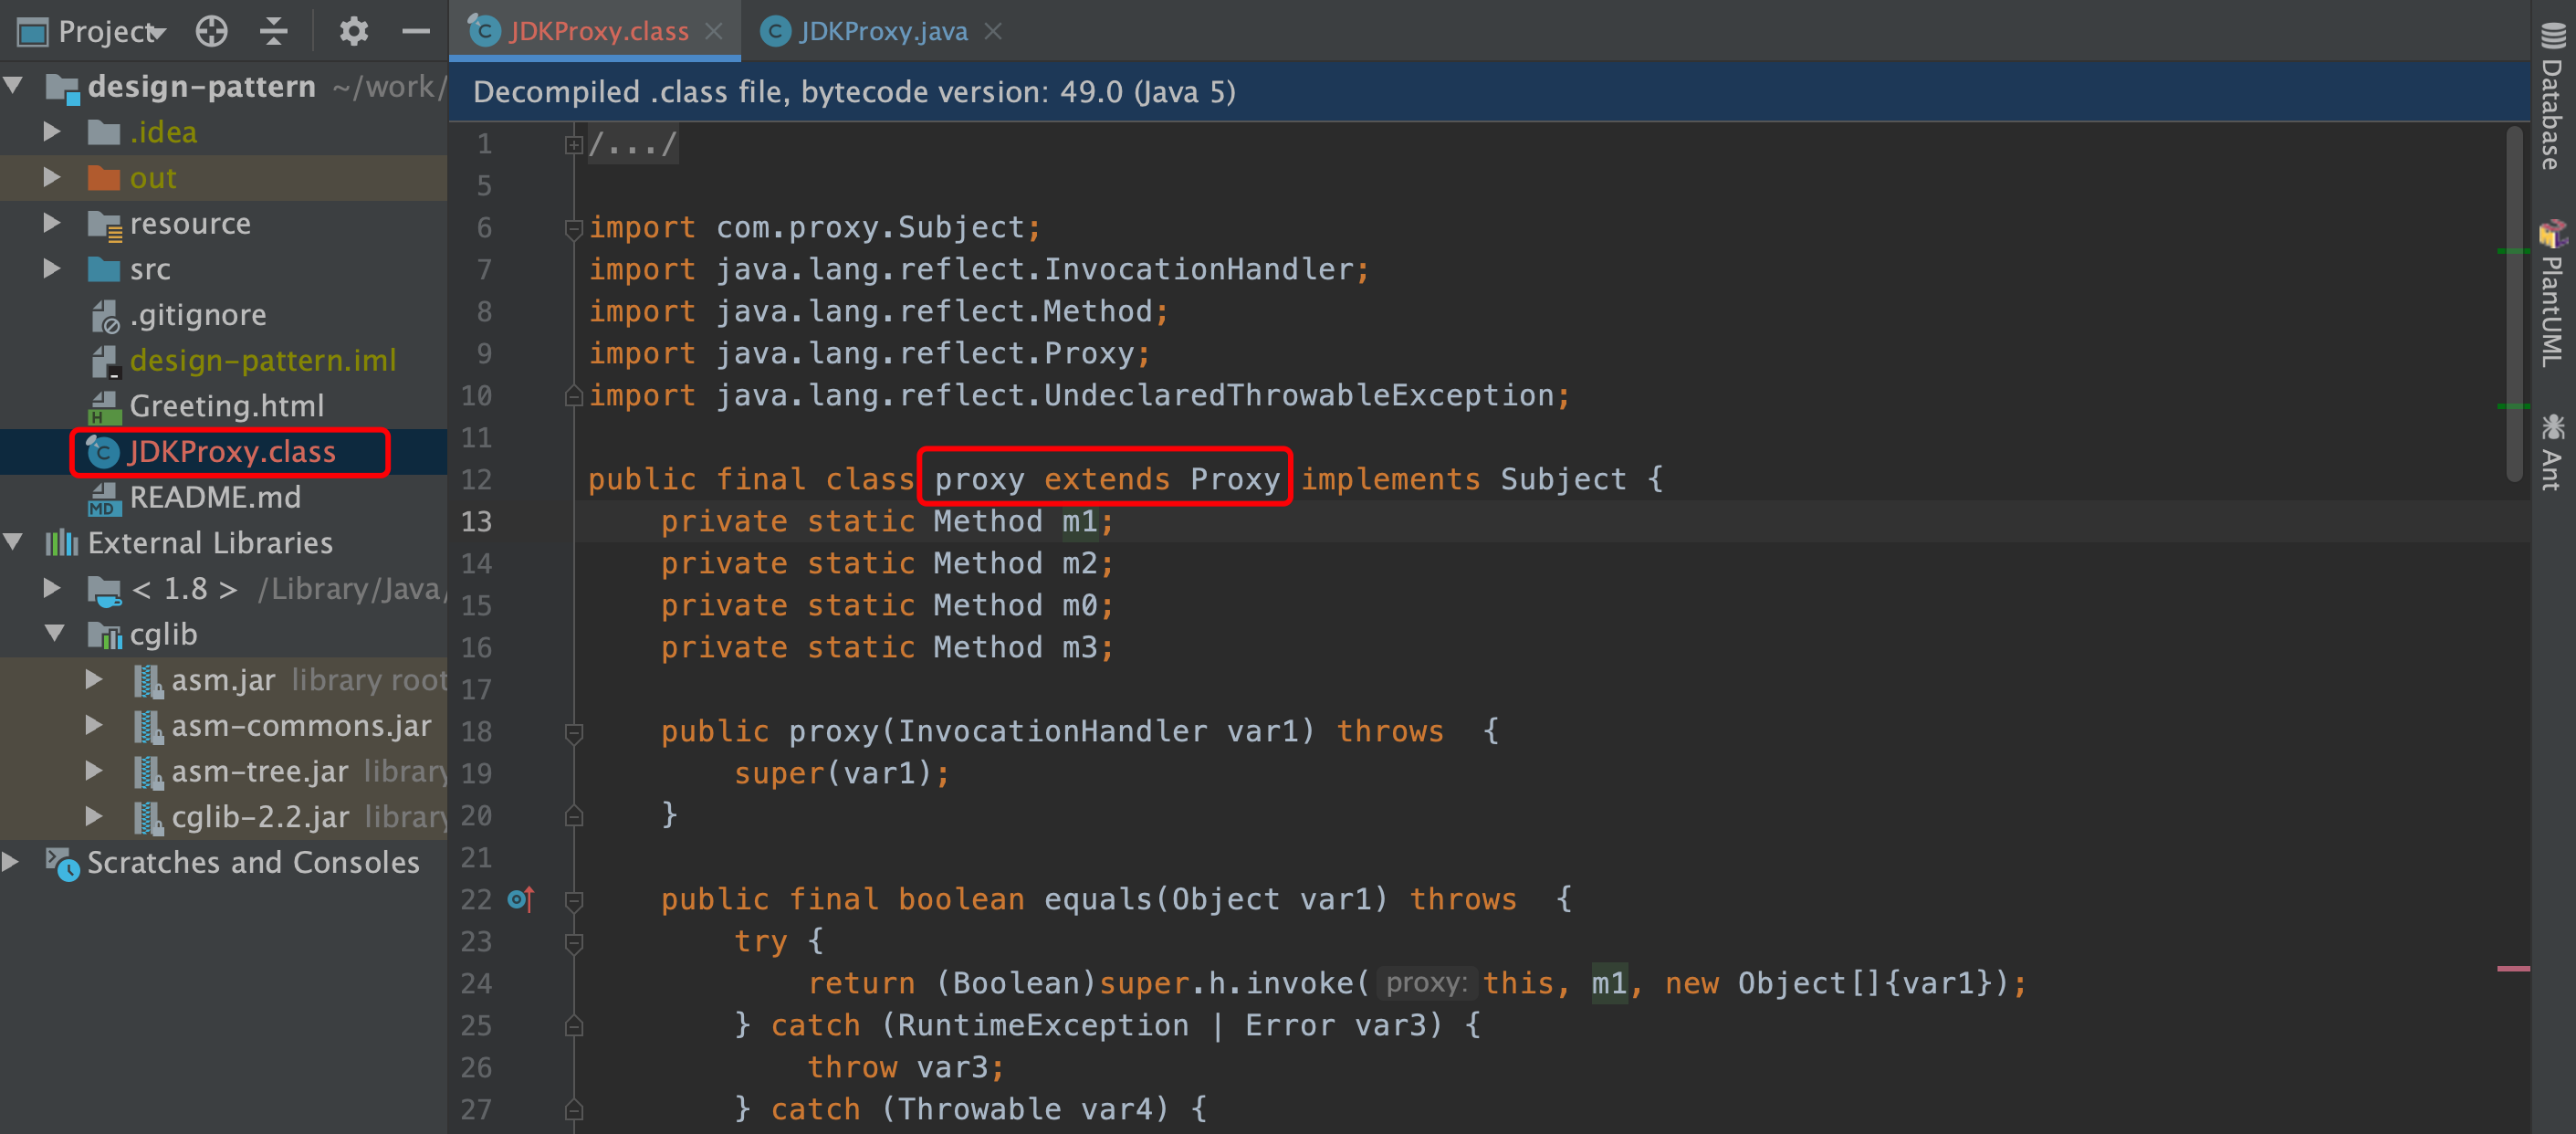 Project
design-pattern ~/work/
.idea
out
resource
src
.gitignore
design-pattern.iml
Greeting.html
JDKProxy.class
README.md
External Libraries
< 1.8 > /Library/Java/
cglib
asm.jar library root
asm-commons.jar
asm-tree.jar library
cglib-2.2.jar library
Scratches and Consoles
JDKProxy.class
JDKProxy.java
Decompiled .class file, bytecode version: 49.0 (Java 5)
1 /.../
5
6 import com.proxy.Subject;
7 import java.lang.reflect.InvocationHandler;
8 import java.lang.reflect.Method;
9 import java.lang.reflect.Proxy;
10 import java.lang.reflect.UndeclaredThrowableException;
11
12 public final class proxy extends Proxy implements Subject {
13 private static Method m1;
14 private static Method m2;
15 private static Method m0;
16 private static Method m3;
17
18 public proxy(InvocationHandler var1) throws {
19 super(var1);
20 }
21
22 public final boolean equals(Object var1) throws {
23 try {
24 return (Boolean)super.h.invoke( proxy: this, m1, new Object[]{var1});
25 } catch (RuntimeException | Error var3) {
26 throw var3;
27 } catch (Throwable var4) {
Database
PlantUML
Ant